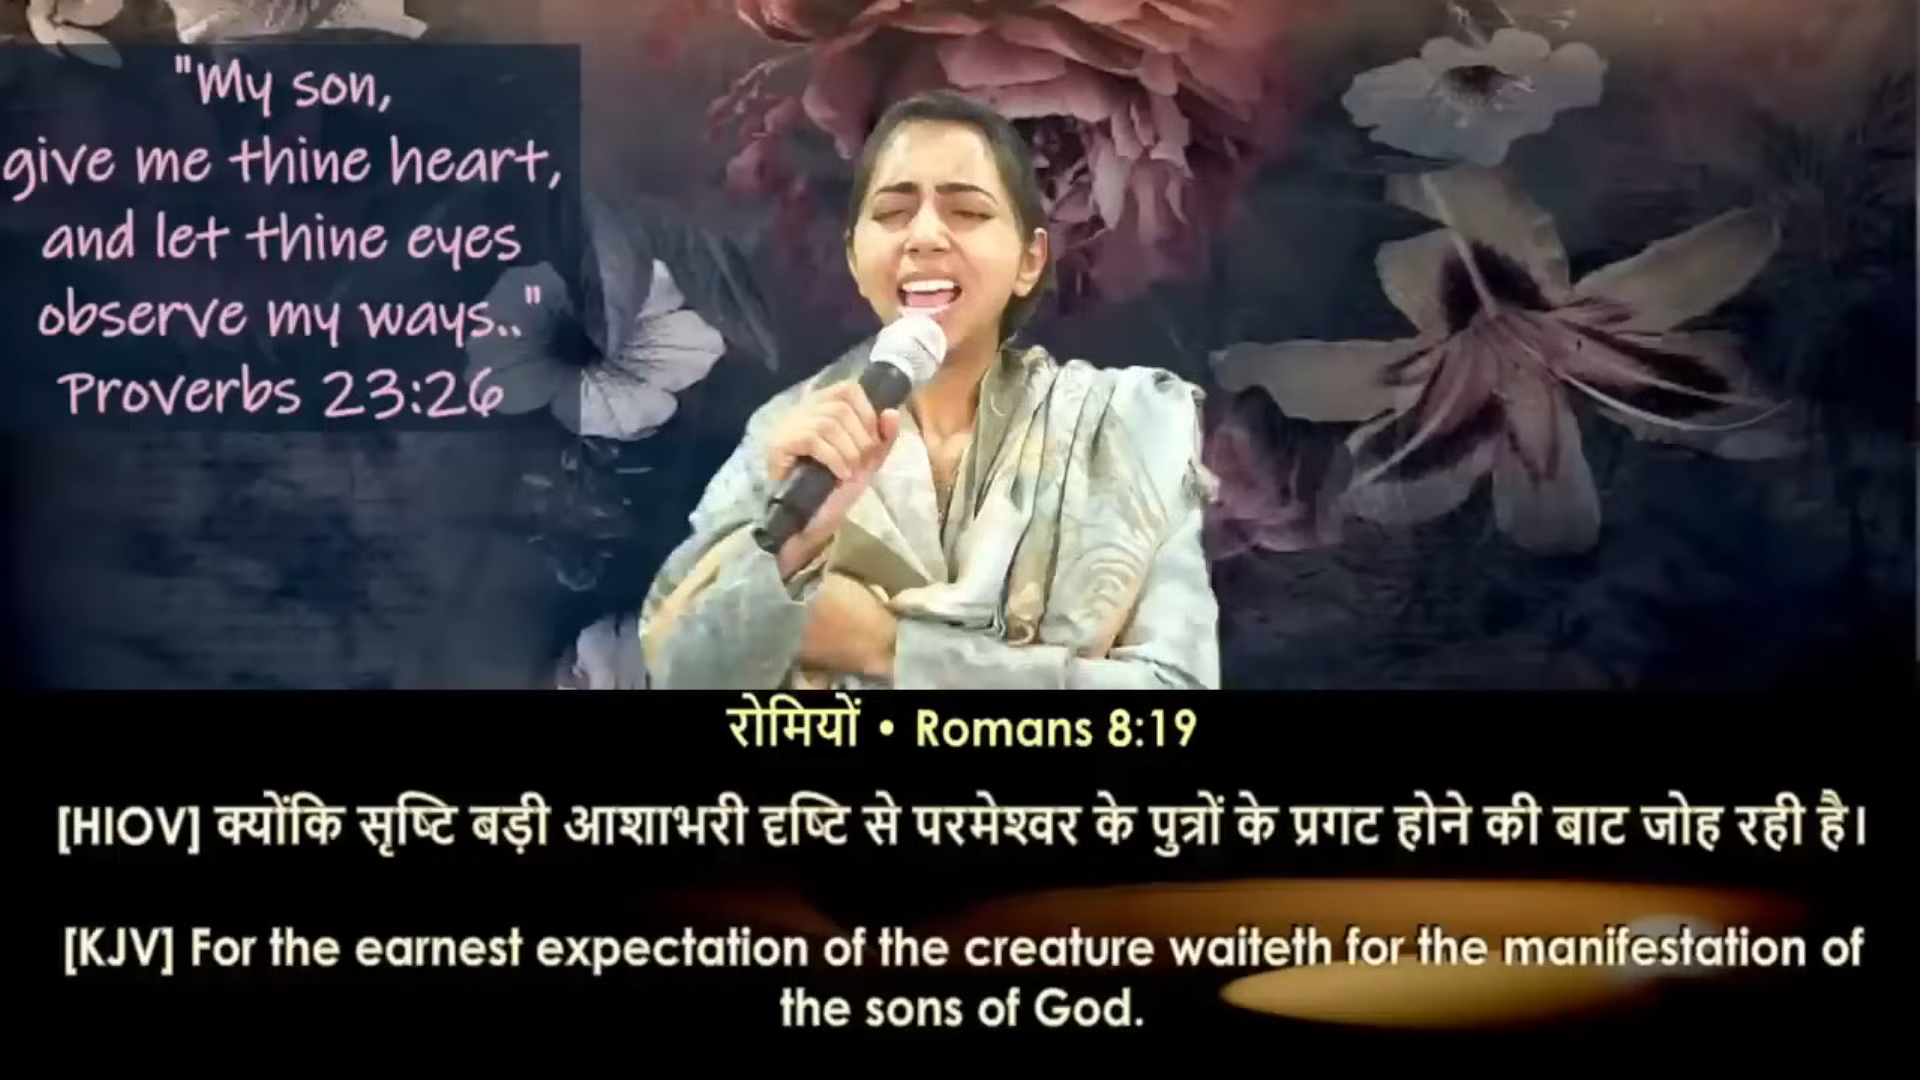 "My son,
give me thine heart,
and let thine eyes
observe my ways.."
Proverbs 23:26
रोमियों • Romans 8:19
[HIOV] क्योंकि सृष्टि बड़ी आशाभरी दृष्टि से परमेश्वर के पुत्रों के प्रगट होने की बाट जोह रही है।
[KJV] For the earnest expectation of the creature waiteth for the manifestation of
the sons of God.